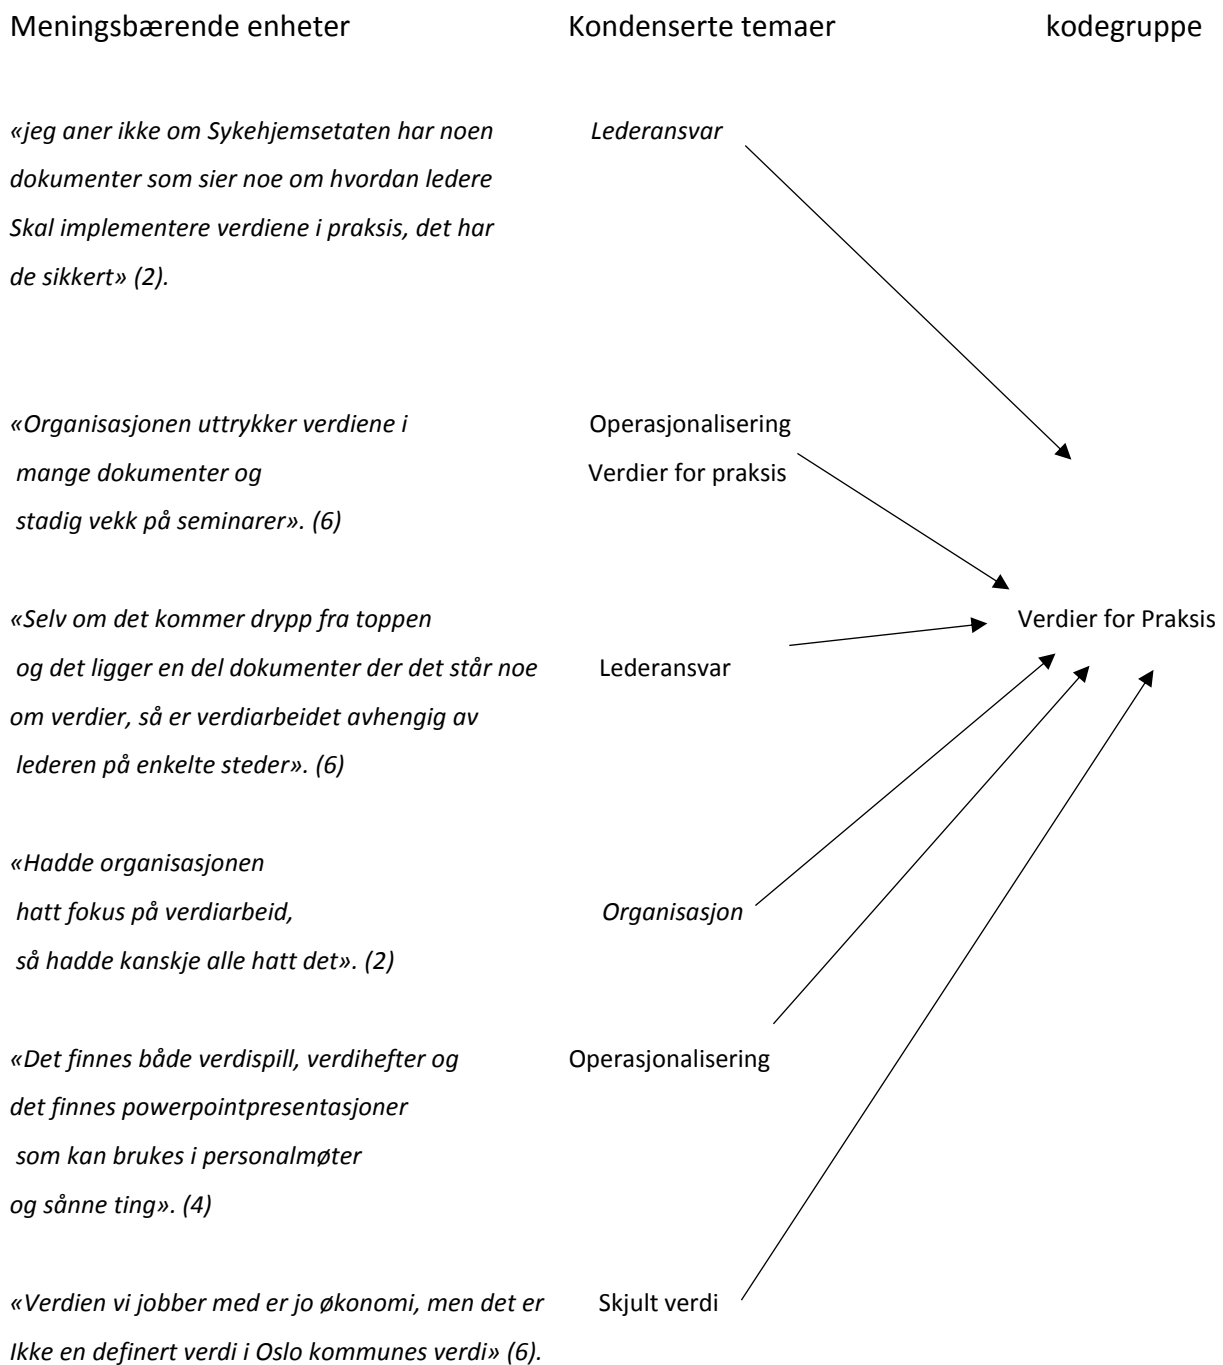 Meningsbærende enheter Kondenserte temaer kodegruppe
«jeg aner ikke om Sykehjemsetaten har noen Lederansvar
dokumenter som sier noe om hvordan ledere
Skal implementere verdiene i praksis, det har
de sikkert» (2).
«Organisasjonen uttrykker verdiene i Operasjonalisering
mange dokumenter og Verdier for praksis
stadig vekk på seminarer». (6)
«Selv om det kommer drypp fra toppen Verdier for Praksis
og det ligger en del dokumenter der det står noe Lederansvar
om verdier, så er verdiarbeidet avhengig av
lederen på enkelte steder». (6)
«Hadde organisasjonen
hatt fokus på verdiarbeid, Organisasjon
så hadde kanskje alle hatt det». (2)
«Det finnes både verdispill, verdihefter og Operasjonalisering
det finnes powerpointpresentasjoner
som kan brukes i personalmøter
og sånne ting». (4)
«Verdien vi jobber med er jo økonomi, men det er Skjult verdi
Ikke en definert verdi i Oslo kommunes verdi» (6).